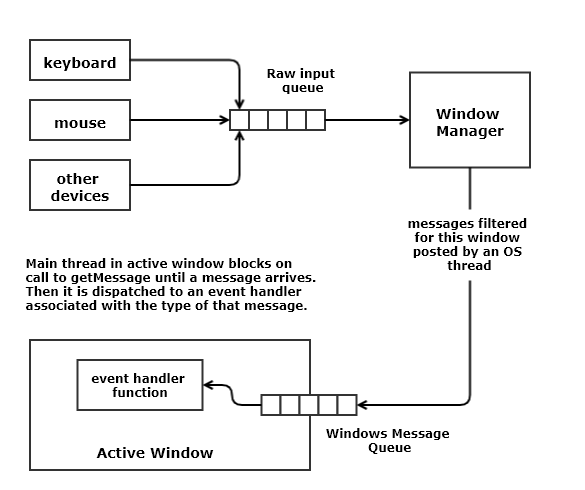 keyboard
Raw input
queue
mouse
Window
Manager
other
devices
messages filtered
for this window
posted by an OS
thread
Main thread in active window blocks on
call to getMessage until a message arrives.
Then it is dispatched to an event handler
associated with the type of that message.
event handler
function
Windows Message
Queue
Active Window